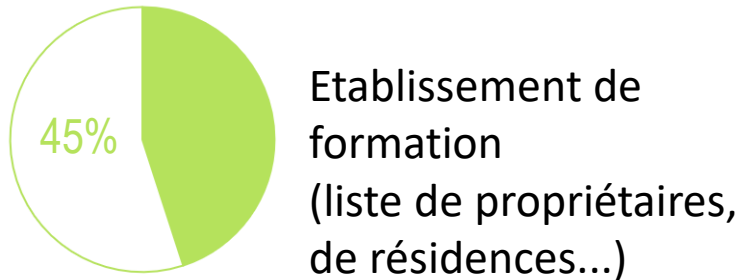 45%
Etablissement de
formation
(liste de propriétaires,
de résidences...)